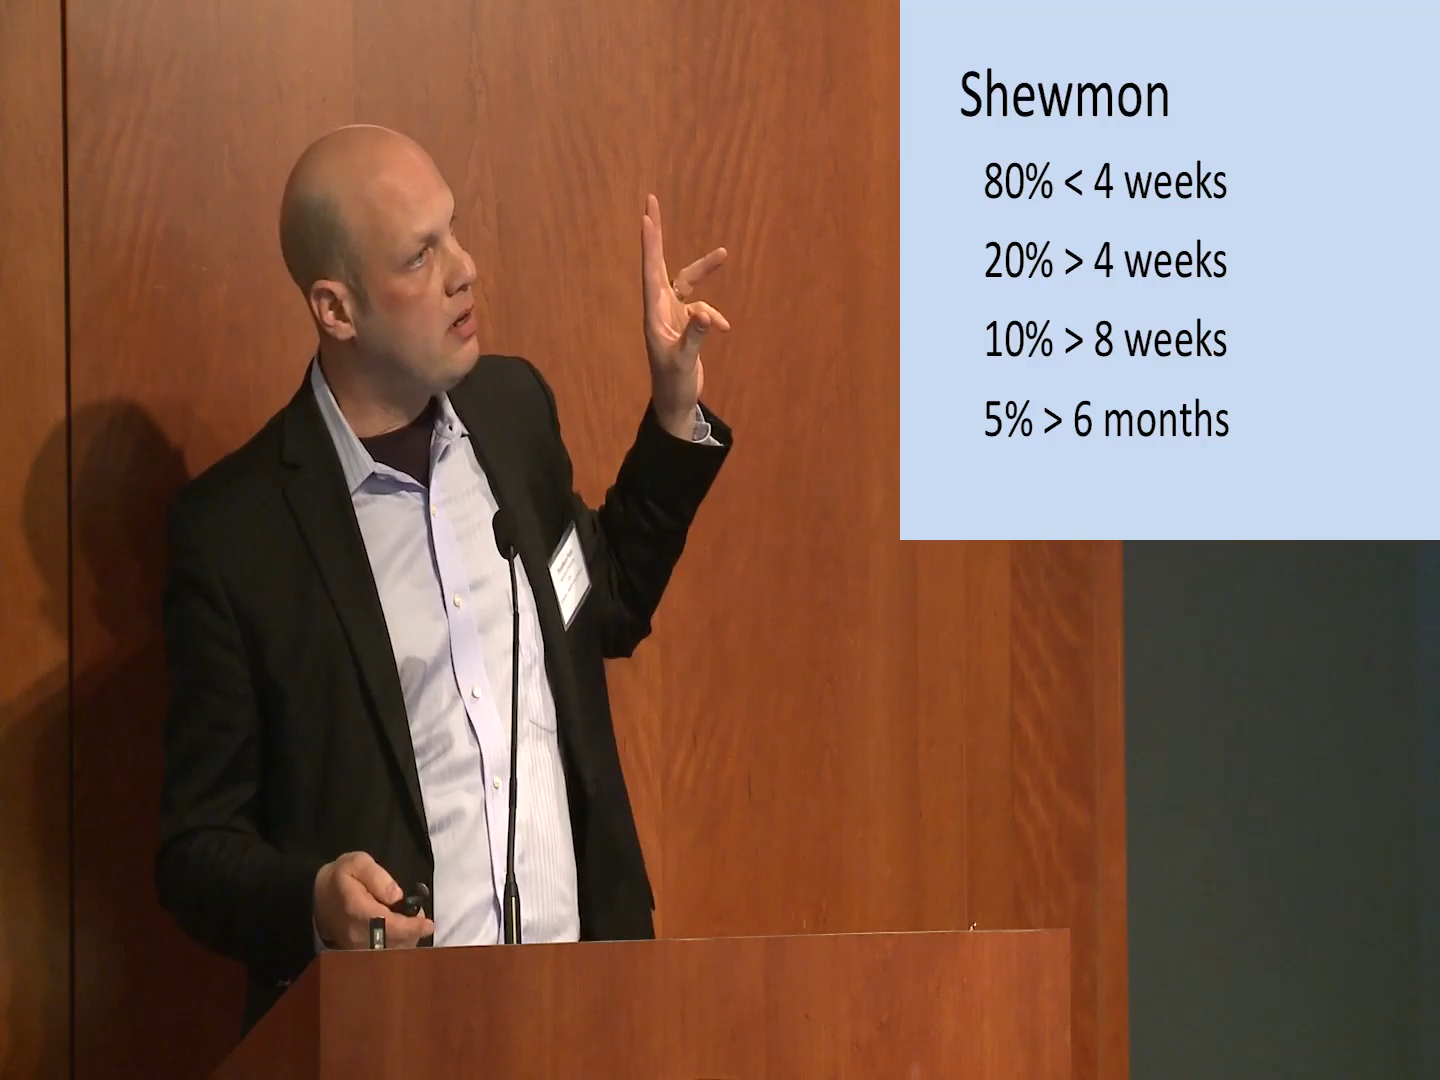 Shewmon
80% < 4 weeks
20% > 4 weeks
10% > 8 weeks
5% > 6 months